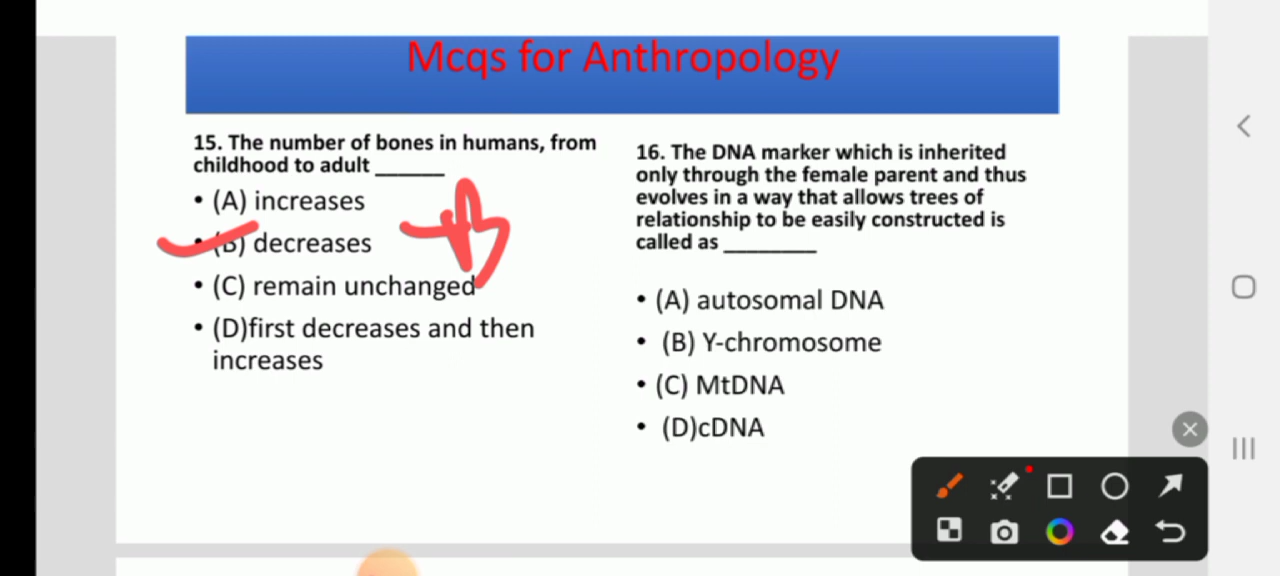 Mcqs for Anthropology
15. The number of bones in humans, from
childhood to adult ______
• (A) increases
• (B) decreases
• (C) remain unchanged
• (D)first decreases and then
increases
16. The DNA marker which is inherited
only through the female parent and thus
evolves in a way that allows trees of
relationship to be easily constructed is
called as ________
• (A) autosomal DNA
• (B) Y-chromosome
• (C) MtDNA
• (D)cDNA